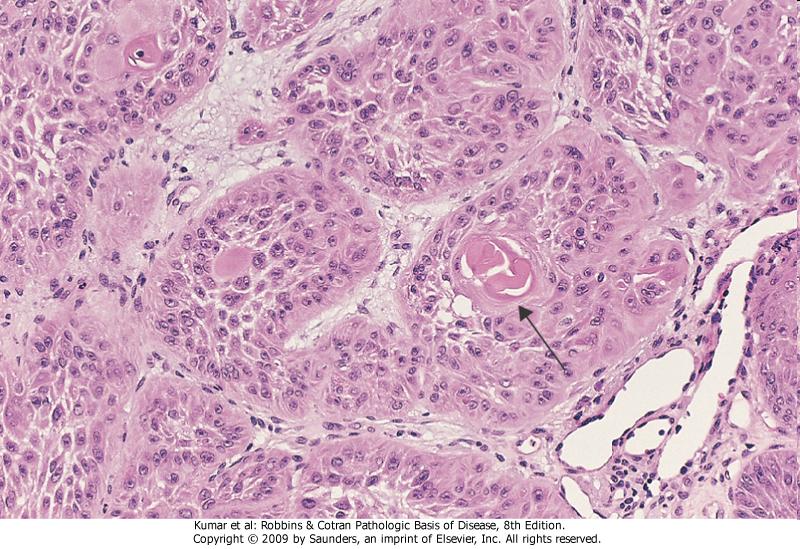 Kumar et al: Robbins & Cotran Pathologic Basis of Disease, 8th Edition.
Copyright © 2009 by Saunders, an imprint of Elsevier, Inc. All rights reserved.